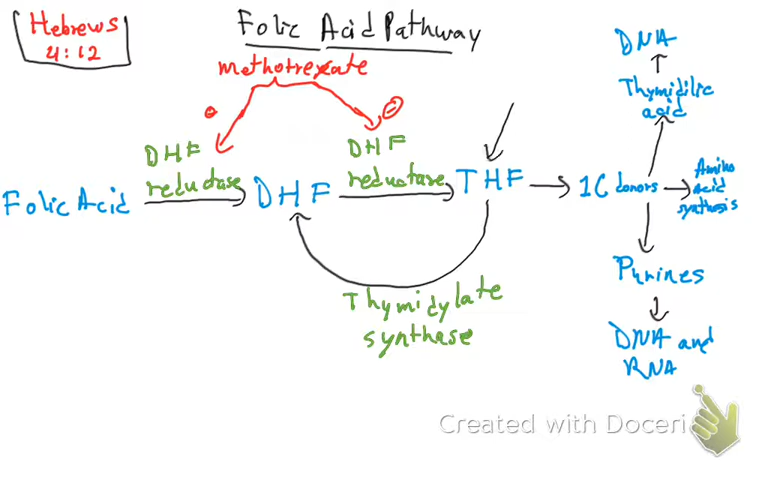 Hebrews
4:12
Folic Acid Pathway
methotrexate
DHF
reductase
DHF
reductase
Folic Acid
DHF
THF
1C donors
DNA
Thymidilic
acid
Amino
acid
synthesis
Purines
DNA and
RNA
Thymidylate
synthase
Created with Doceri